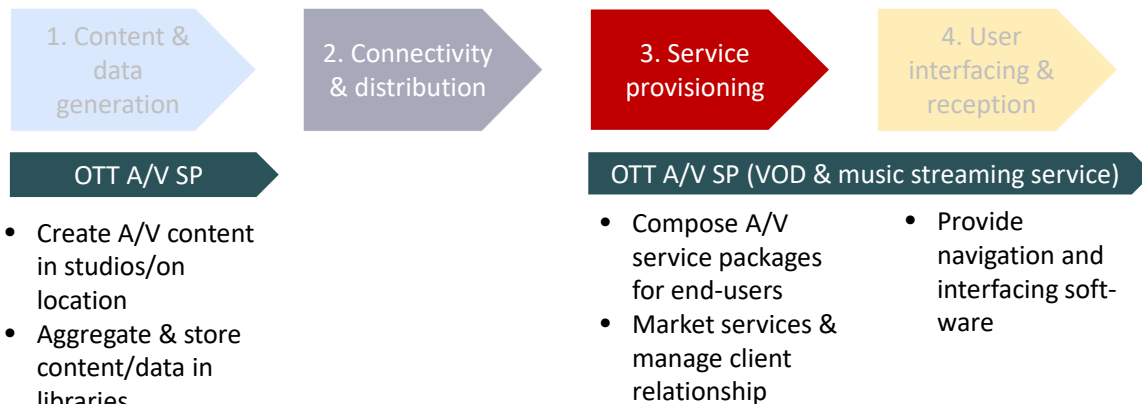 1. Content &
data
generation
2. Connectivity
& distribution
3. Service
provisioning
4. User
interfacing &
reception
OTT A/V SP
OTT A/V SP (VOD & music streaming service)
• Create A/V content
in studios/on
location
• Aggregate & store
content/data in
libraries
• Compose A/V
service packages
for end-users
• Market services &
manage client
relationship
• Provide
navigation and
interfacing soft-
ware